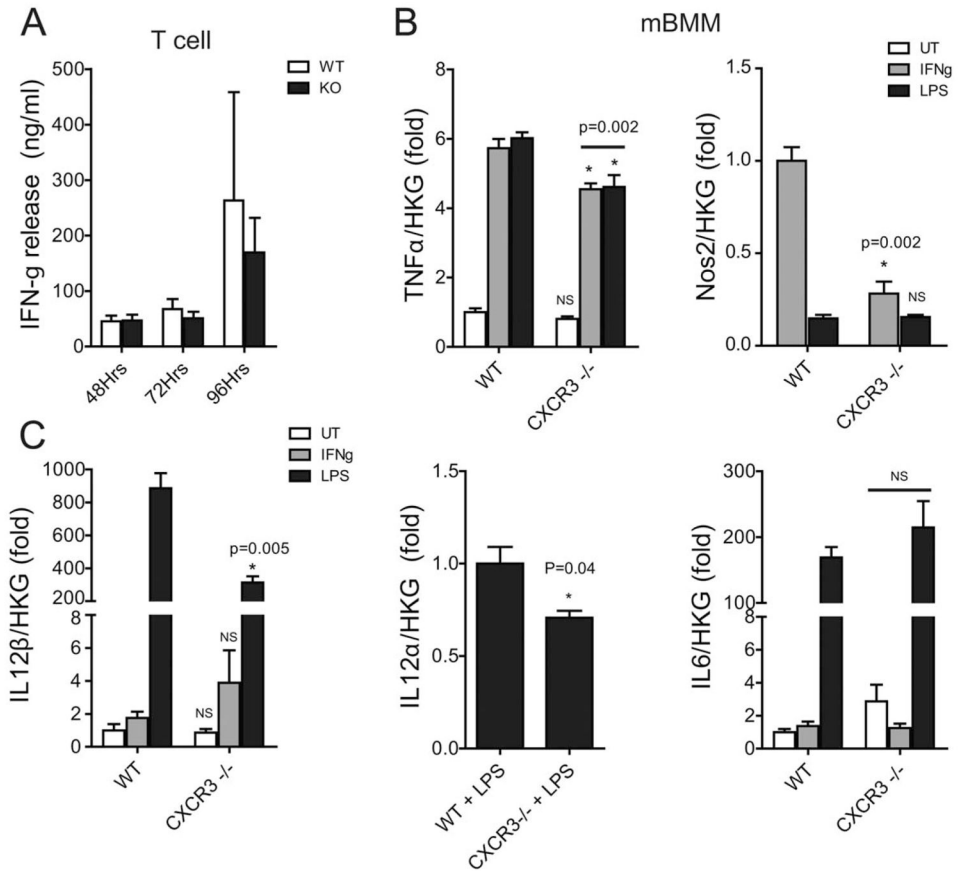 A
T cell
IFN-g release (ng/ml)
500
400
300
200
100
0
WT
KO
48Hrs
72Hrs
96Hrs
B
mBMM
TNFα/HKG (fold)
8
6
4
2
0
p=0.002
*
*
NS
WT
CXCR3 -/-
Nos2/HKG (fold)
1.5
1.0
0.5
0.0
UT
IFNg
LPS
p=0.002
*
NS
WT
CXCR3 -/-
C
IL12β/HKG (fold)
1000
800
600
400
200
8
6
4
2
0
UT
IFNg
LPS
p=0.005
*
NS
NS
WT
CXCR3 -/-
IL12α/HKG (fold)
1.5
1.0
0.5
0.0
P=0.04
*
WT + LPS
CXCR3-/- + LPS
IL6/HKG (fold)
300
200
100
8
6
4
2
0
NS
WT
CXCR3 -/-